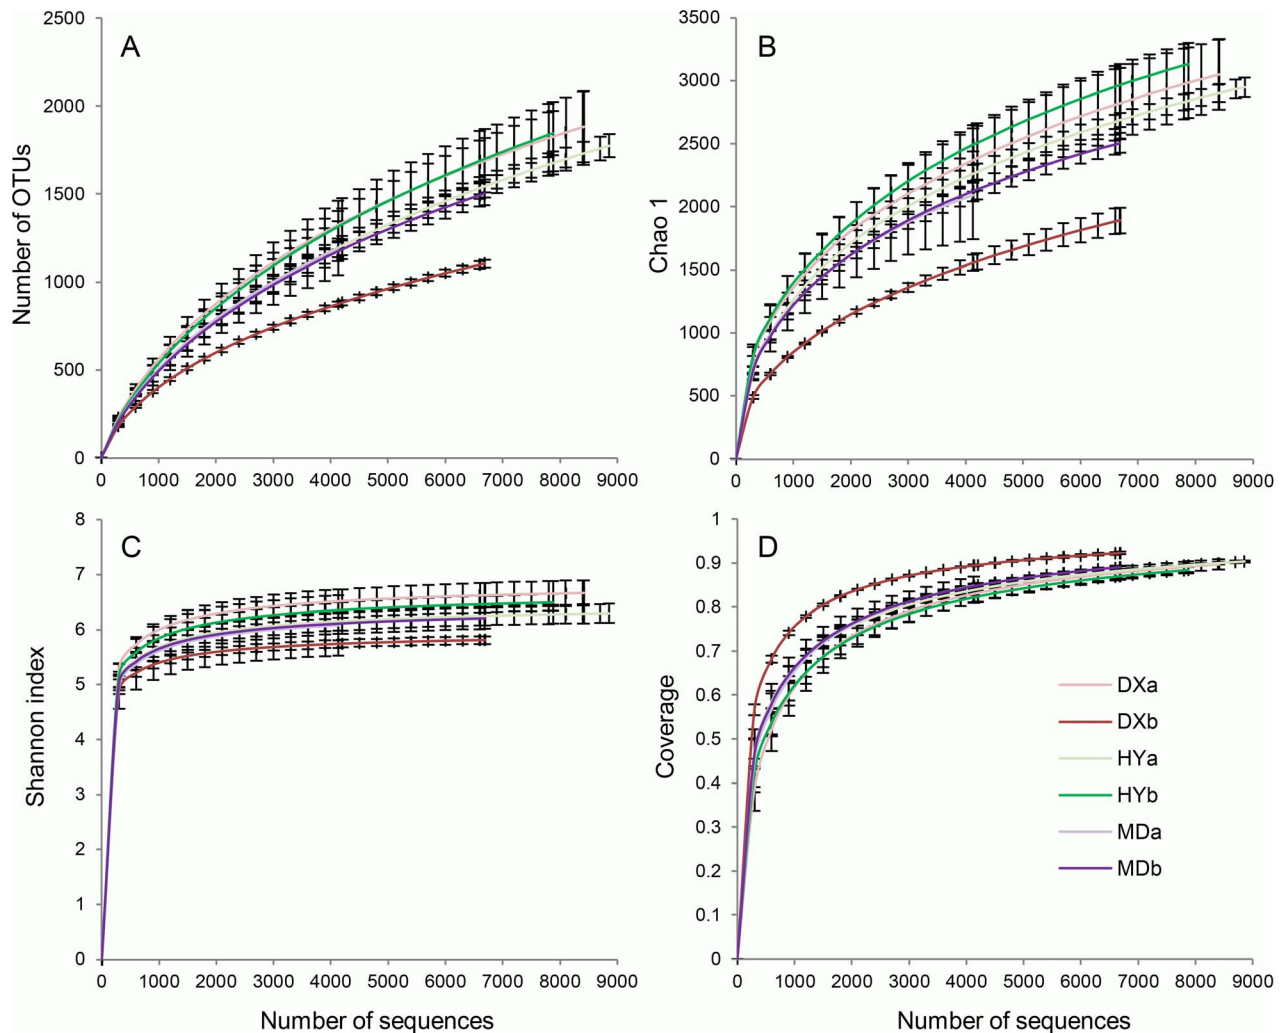 A
Number of OTUs
2500
2000
1500
1000
500
0
0 1000 2000 3000 4000 5000 6000 7000 8000 9000
B
Chao 1
3500
3000
2500
2000
1500
1000
500
0
0 1000 2000 3000 4000 5000 6000 7000 8000 9000
C
Shannon index
8
7
6
5
4
3
2
1
0
0 1000 2000 3000 4000 5000 6000 7000 8000 9000
Number of sequences
D
Coverage
1
0.9
0.8
0.7
0.6
0.5
0.4
0.3
0.2
0.1
0
DXa
DXb
HYa
HYb
MDa
MDb
0 1000 2000 3000 4000 5000 6000 7000 8000 9000
Number of sequences